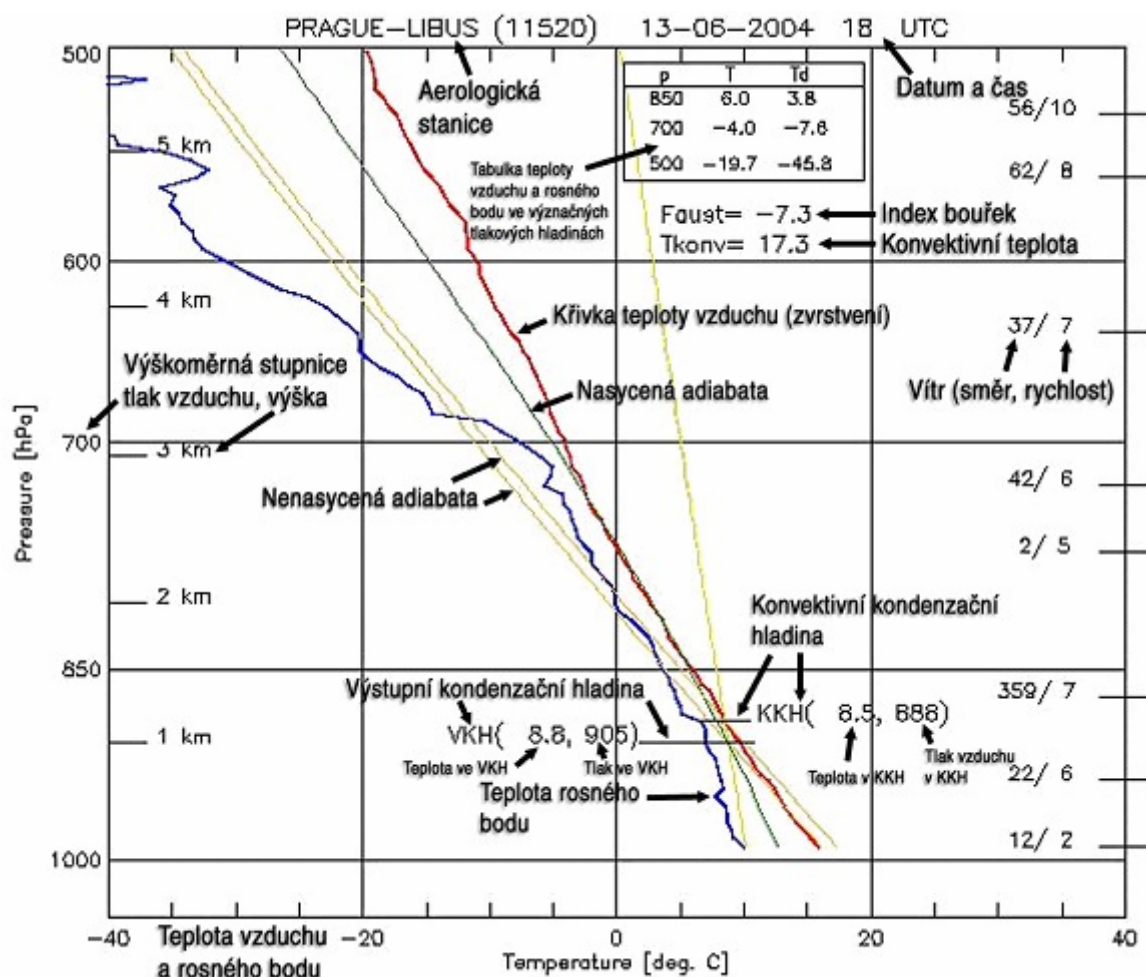 PRAGUE-LIBUS (11520) 13-06-2004 18 UTC
500
Aerologická
stanice
p T Td
850 6.0 3.8
700 -4.0 -7.8
500 -19.7 -45.8
Datum a čas
56/10
5 km
Tabulka teploty
vzduchu a rosného
bodu ve význačných
tlakových hladinách
62/ 8
Faust= -7.3
Index bouřek
Tkonv= 17.3
Konvektivní teplota
600
4 km
Křivka teploty vzduchu (zvrstvení)
37/ 7
Výškoměrná stupnice
tlak vzduchu, výška
Nasycená adiabata
Vítr (směr, rychlost)
700
3 km
Pressure [hPa]
Nenasycená adiabata
42/ 6
2/ 5
2 km
Konvektivní kondenzační
hladina
850
Výstupní kondenzační hladina
359/ 7
KKH( 8.5, 888)
VKH( 8.8, 905)
1 km
Teplota ve VKH
Tlak ve VKH
Teplota v KKH
Tlak vzduchu
v KKH
22/ 6
Teplota rosného
bodu
12/ 2
1000
-40 -20 0 20 40
Teplota vzduchu
a rosného bodu
Temperature [deg. C]